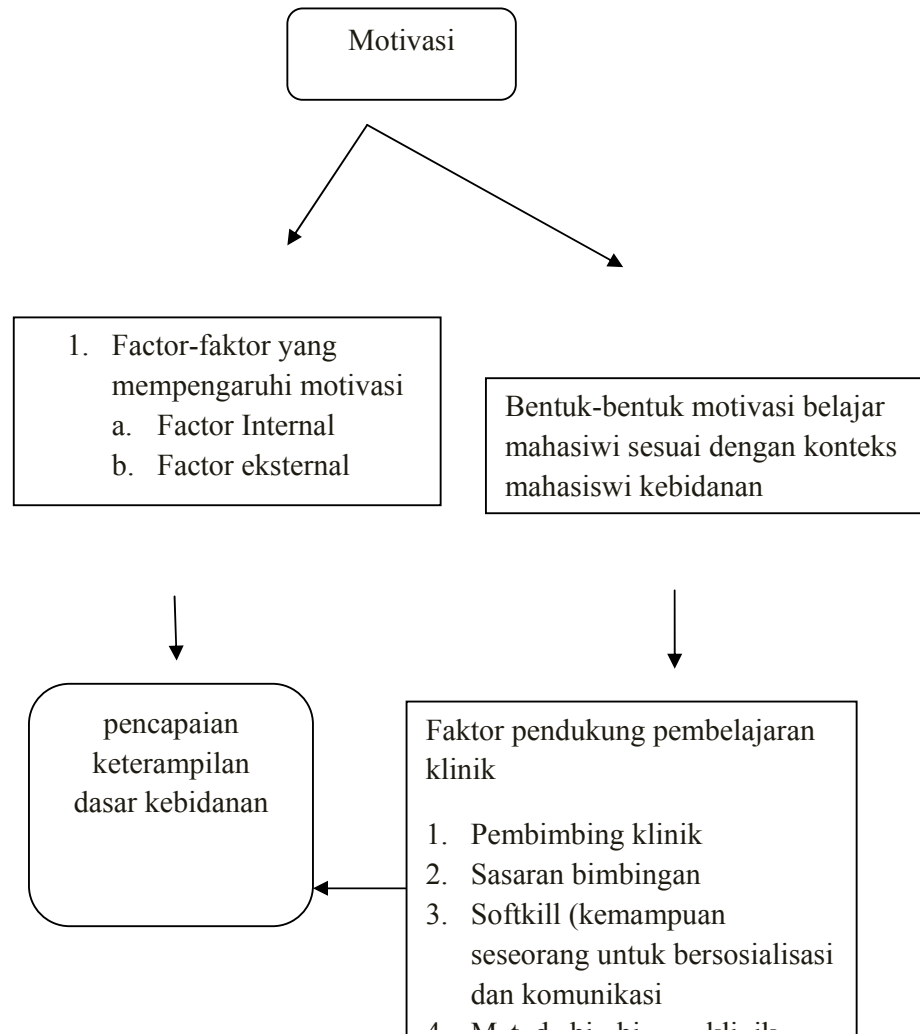 Motivasi
1. Factor-faktor yang
mempengaruhi motivasi
a. Factor Internal
b. Factor eksternal
Bentuk-bentuk motivasi belajar
mahasiwi sesuai dengan konteks
mahasiswi kebidanan
pencapaian
keterampilan
dasar kebidanan
Faktor pendukung pembelajaran
klinik
1. Pembimbing klinik
2. Sasaran bimbingan
3. Softkill (kemampuan
seseorang untuk bersosialisasi
dan komunikasi